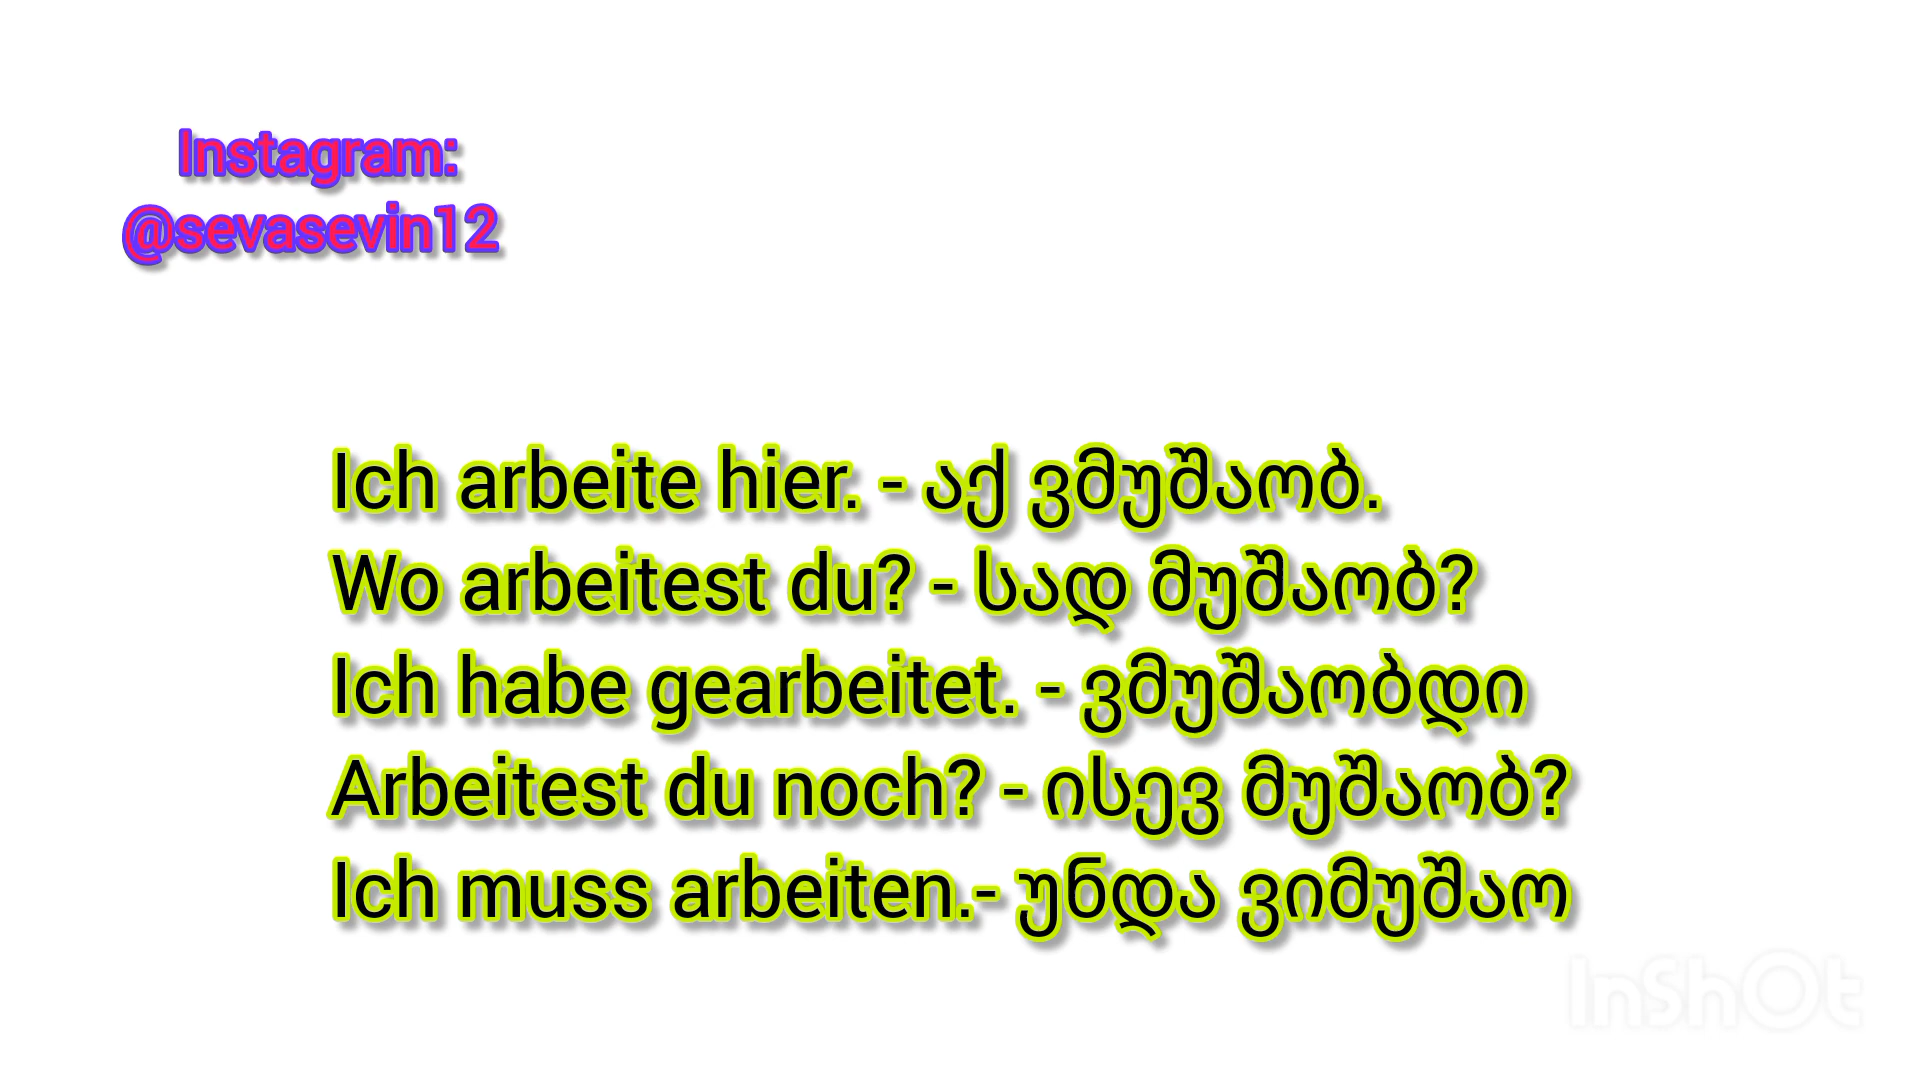 Instagram:
@sevasevin12
Ich arbeite hier. - აქ ვმუშაობ.
Wo arbeitest du? - სად მუშაობ?
Ich habe gearbeitet. - ვმუშაობდი
Arbeitest du noch? - ისევ მუშაობ?
Ich muss arbeiten.- უნდა ვიმუშაო
InShOt